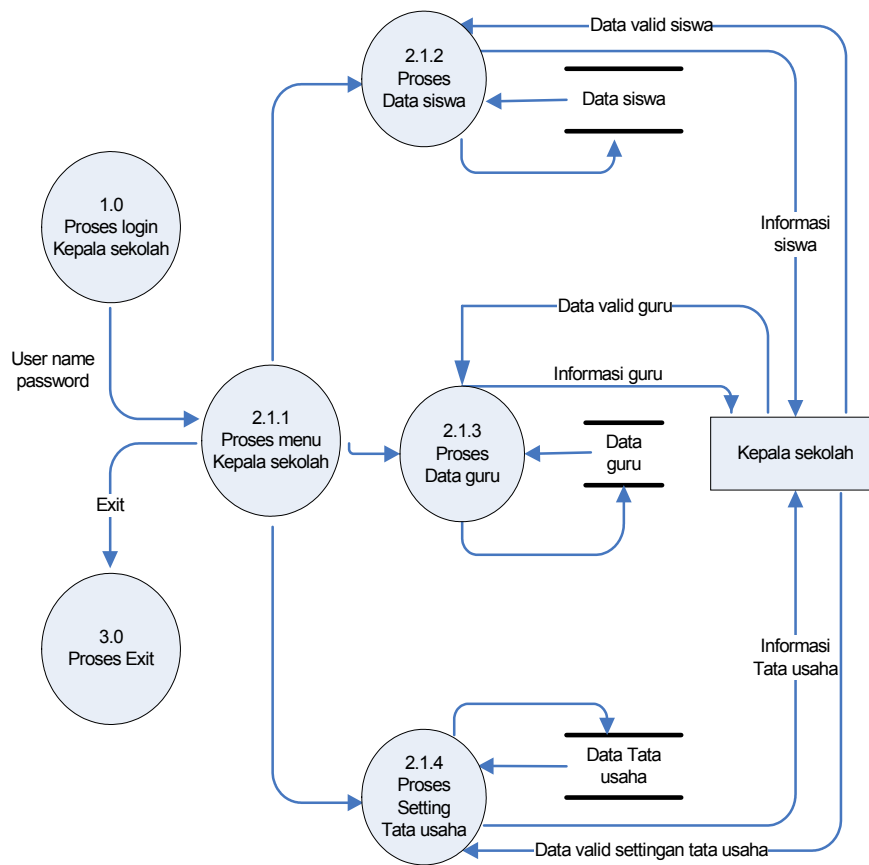 Data valid siswa
2.1.2
Proses
Data siswa
Data siswa
1.0
Proses login
Kepala sekolah
Informasi
siswa
Data valid guru
User name
password
Informasi guru
2.1.1
Proses menu
Kepala sekolah
2.1.3
Proses
Data guru
Data
guru
Kepala sekolah
Exit
3.0
Proses Exit
Informasi
Tata usaha
2.1.4
Proses
Setting
Tata usaha
Data Tata
usaha
Data valid settingan tata usaha